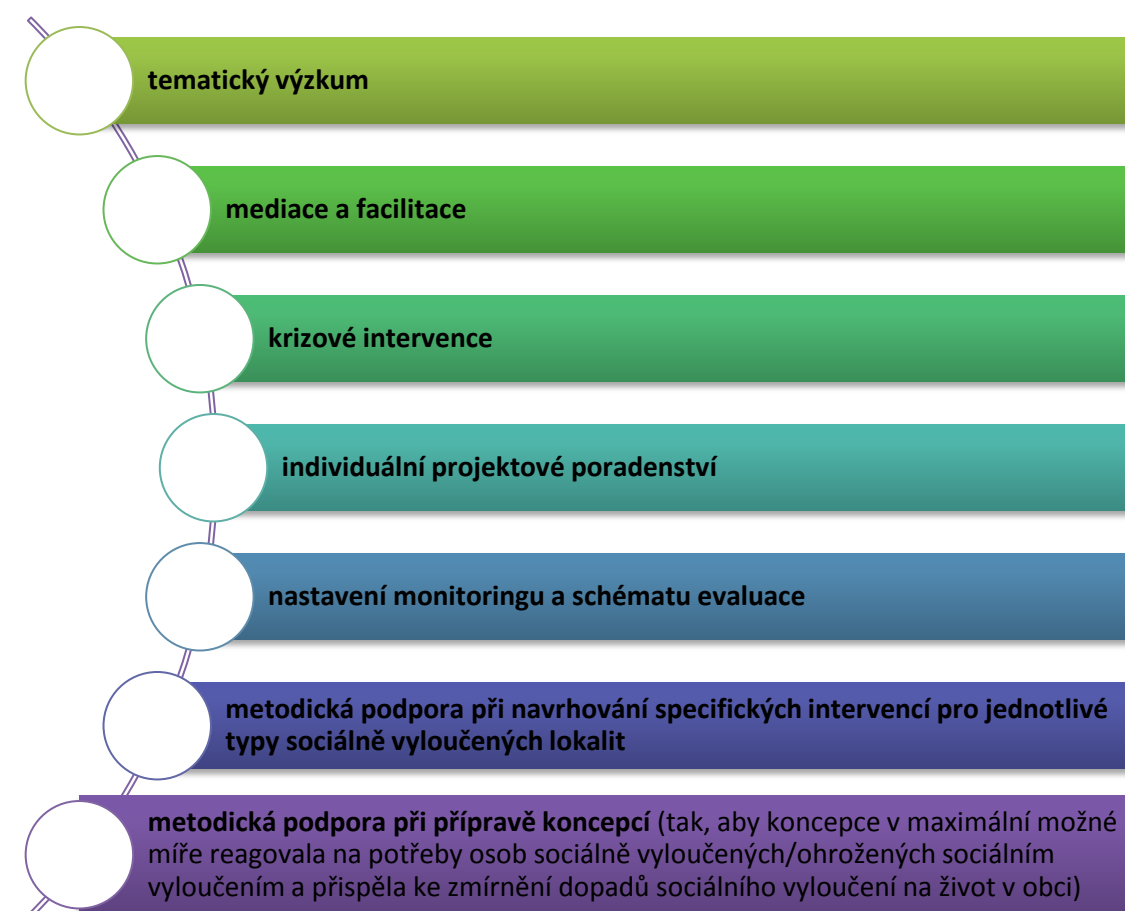 tematický výzkum
mediace a facilitace
krizové intervence
individuální projektové poradenství
nastavení monitoringu a schématu evaluace
metodická podpora při navrhování specifických intervencí pro jednotlivé
typy sociálně vyloučených lokalit
metodická podpora při přípravě koncepcí (tak, aby koncepce v maximální možné
míře reagovala na potřeby osob sociálně vyloučených/ohrožených sociálním
vyloučením a přispěla ke zmírnění dopadů sociálního vyloučení na život v obci)